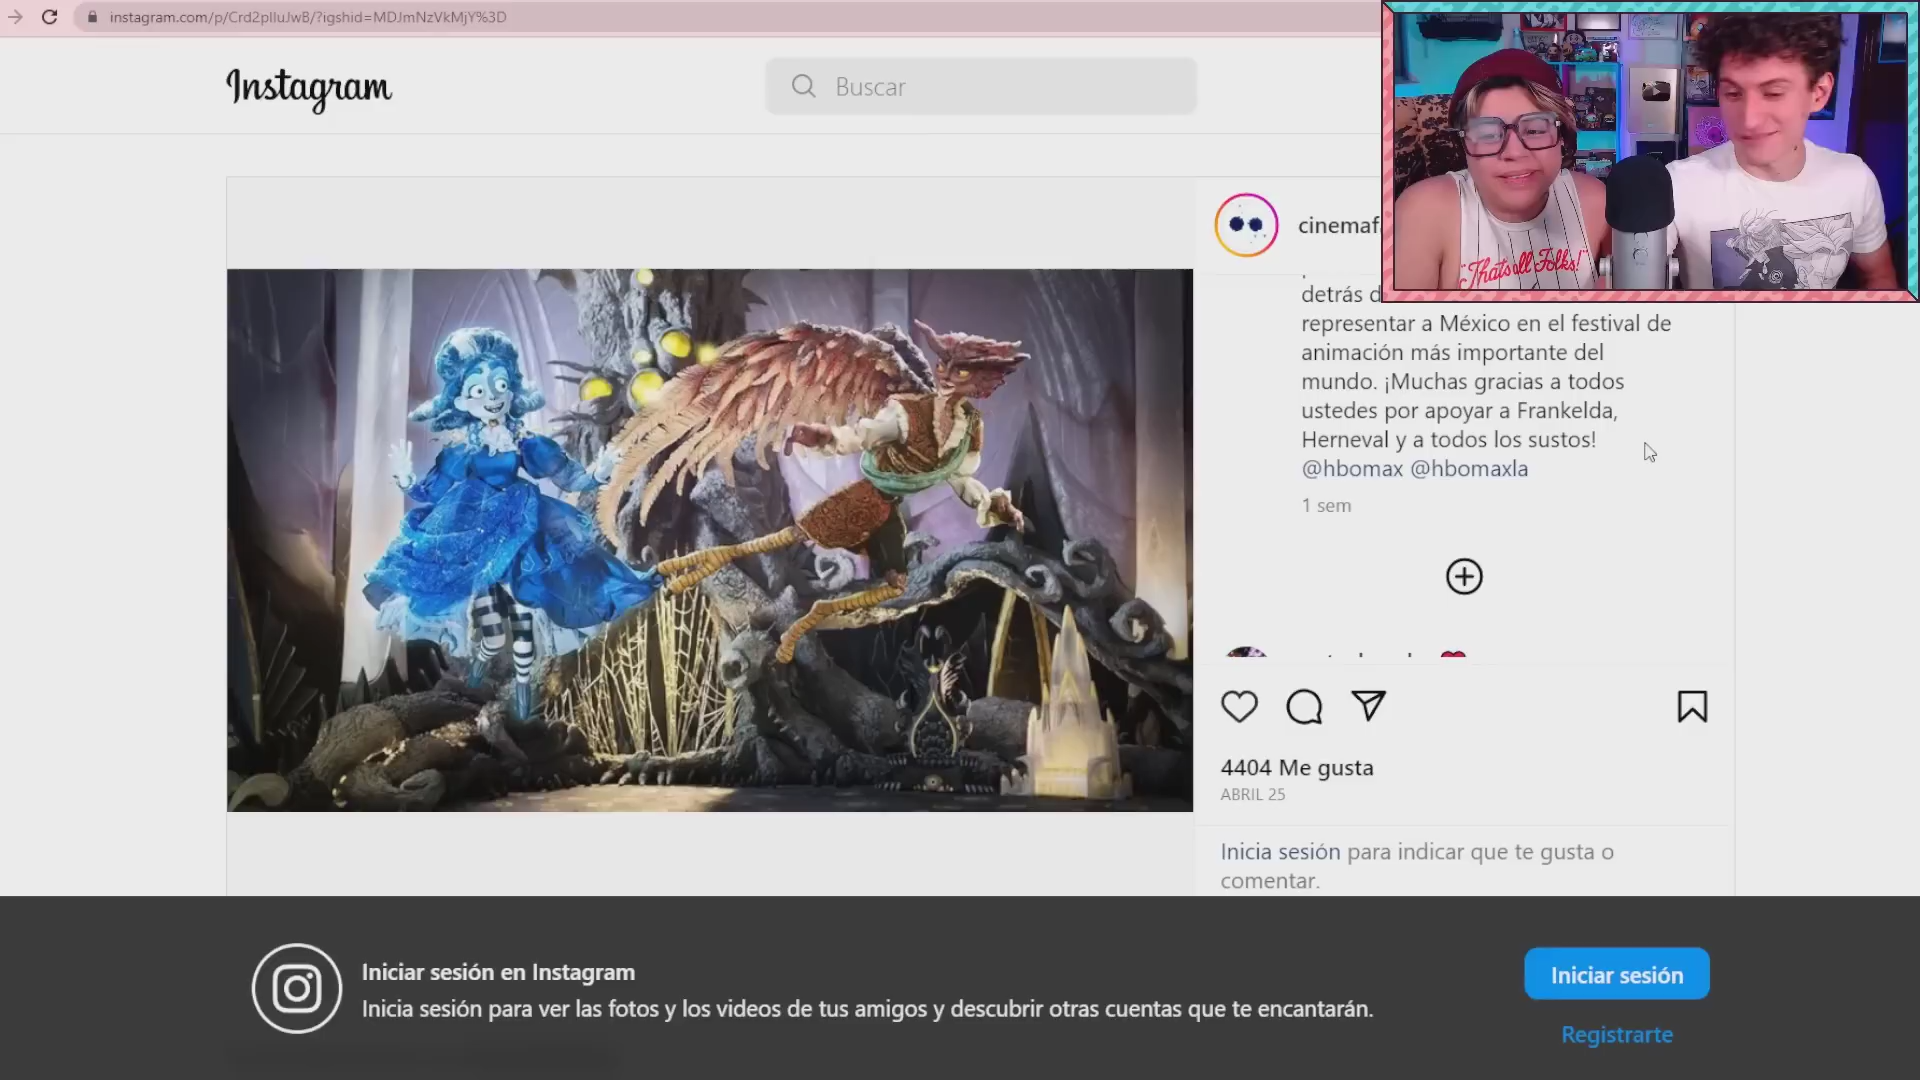 instagram.com/p/Crd2plluJwB/?igshid=MDJmNzVkMjY%3D
Instagram
Buscar
"Thats all Folks!"
detrás
representar a México en el festival de
animación más importante del
mundo. ¡Muchas gracias a todos
ustedes por apoyar a Frankelda,
Herneval y a todos los sustos!
@hbomax @hbomaxla
1 sem
4404 Me gusta
ABRIL 25
Inicia sesión para indicar que te gusta o
comentar.
Iniciar sesión en Instagram
Inicia sesión para ver las fotos y los videos de tus amigos y descubrir otras cuentas que te encantarán.
Iniciar sesión
Registrarte